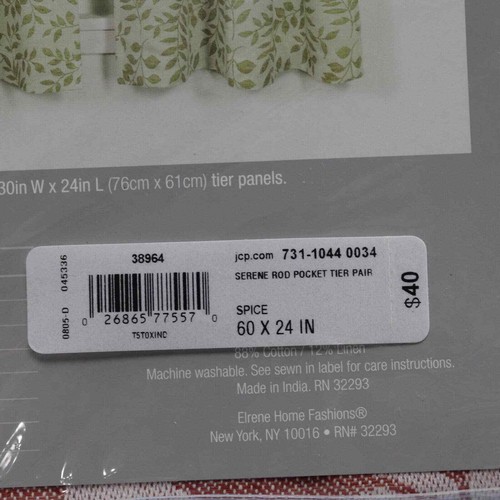 30in W x 24in L (76cm x 61cm) tier panels.
0805-D 045336
38964
0 26865 77557 0
TSTOXIND
jcp.com 731-1044 0034
SERENE ROD POCKET TIER PAIR
SPICE
60 X 24 IN
$40
88% Cotton / 12% Linen
Machine washable. See sewn in label for care instructions.
Made in India. RN 32293
Elrene Home Fashions®
New York, NY 10016 • RN# 32293